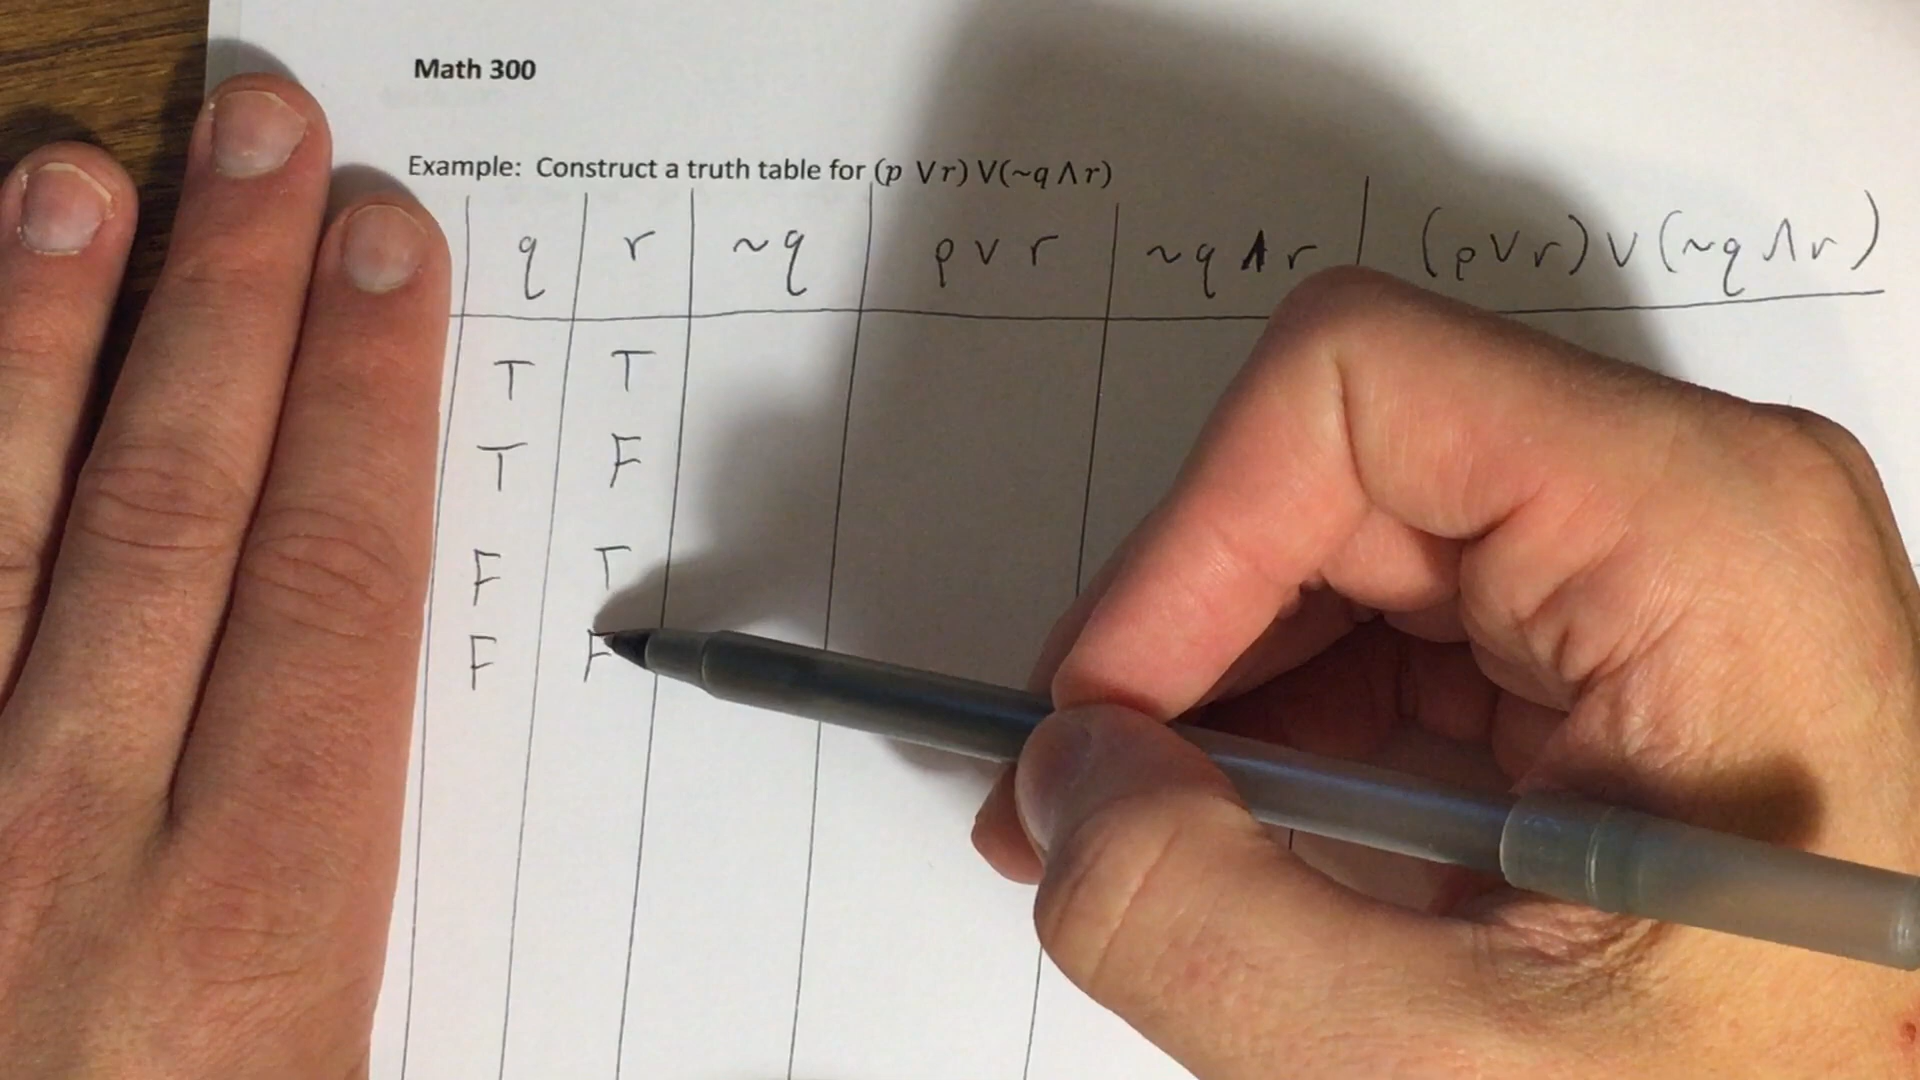 Math 300
Example: Construct a truth table for (p ∨ r) ∨(~q ∧ r)
q r ~q p ∨ r ~q ∧ r (p ∨ r) ∨ (~q ∧ r)
T T
T F
F T
F F